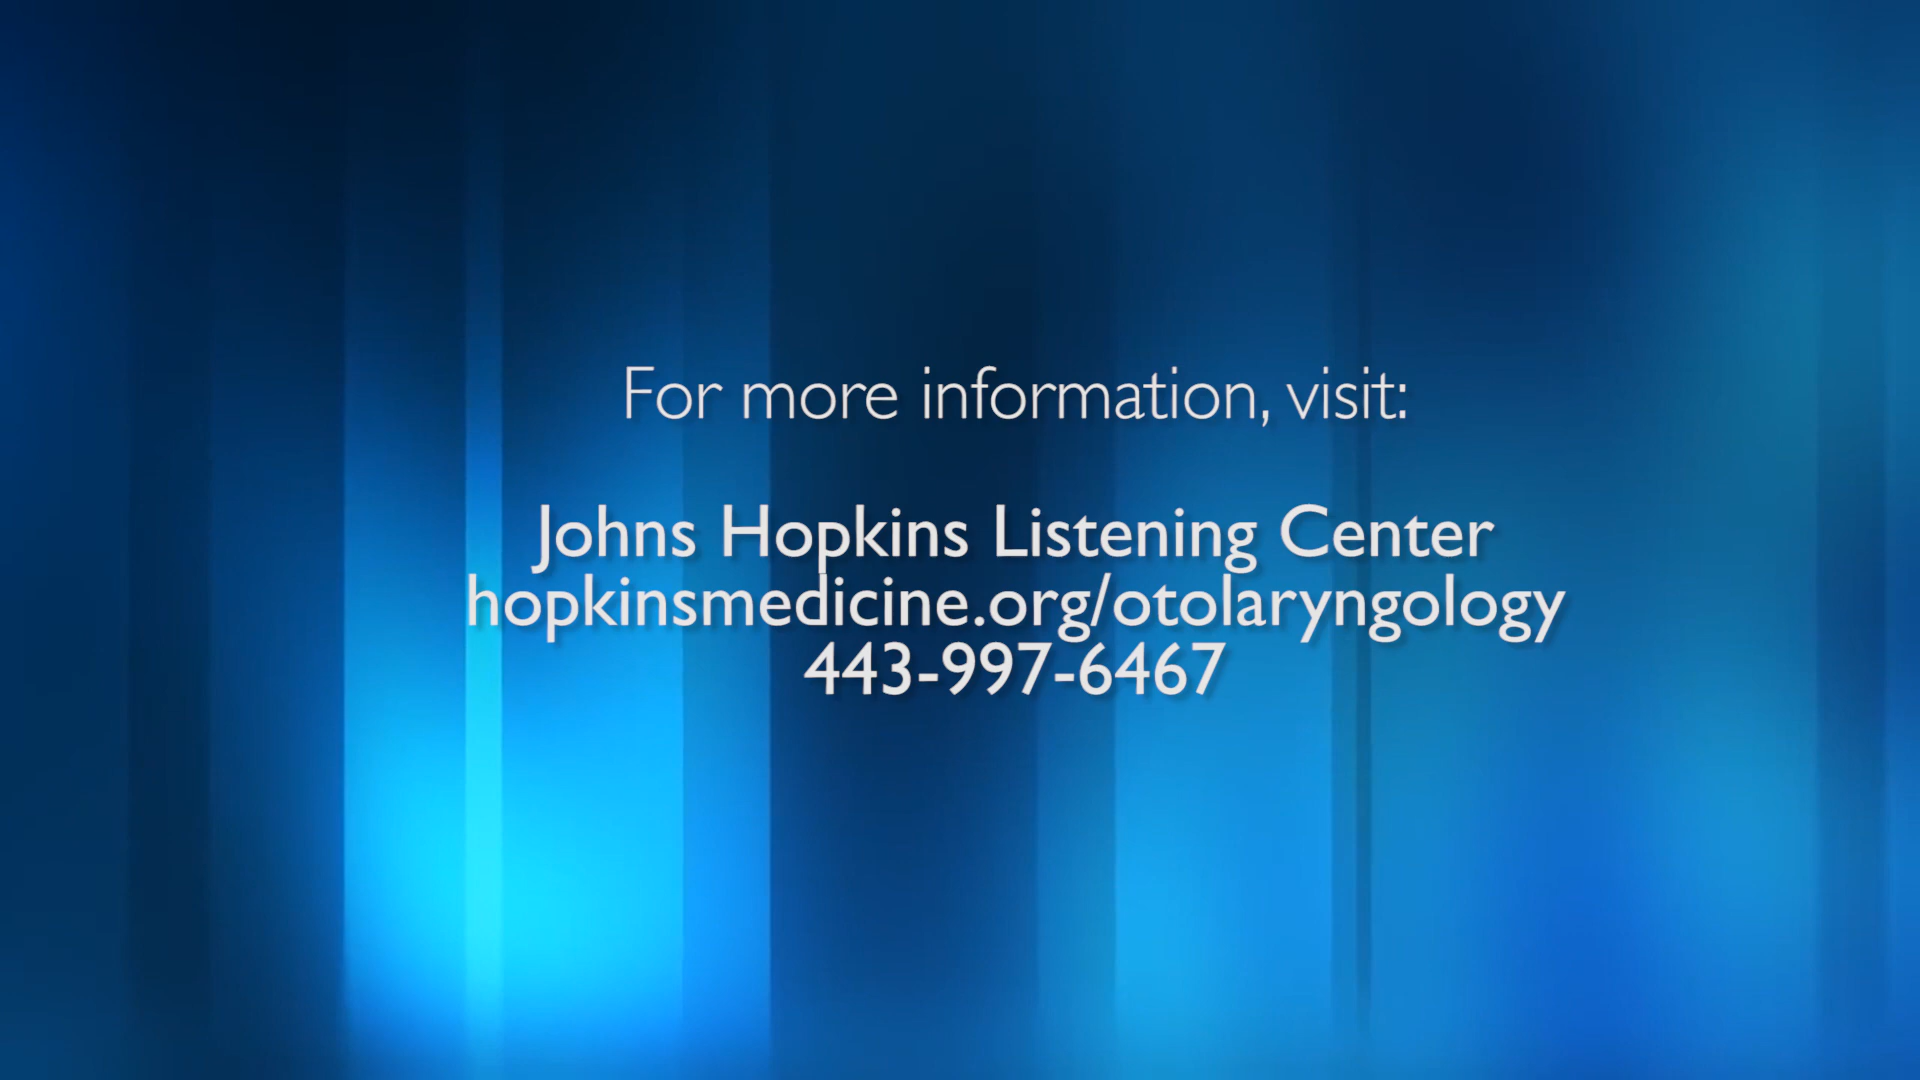 For more information, visit:
Johns Hopkins Listening Center
hopkinsmedicine.org/otolaryngology
443-997-6467